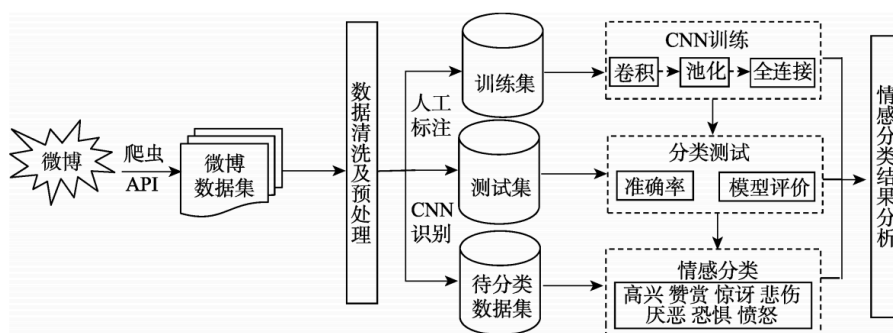 微博
爬虫
API
微博
数据集
数据清洗及预处理
人工
标注
CNN
识别
训练集
测试集
待分类
数据集
CNN训练
卷积
池化
全连接
分类测试
准确率
模型评价
情感分类
高兴 赞赏 惊讶 悲伤
厌恶 恐惧 愤怒
情感分类结果分析